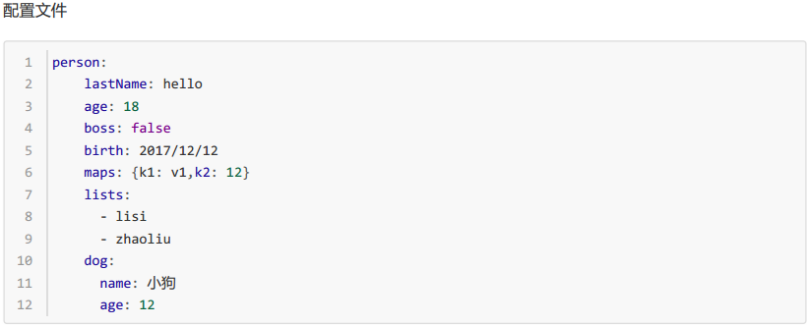 配置文件
1 person:
2     lastName: hello
3     age: 18
4     boss: false
5     birth: 2017/12/12
6     maps: {k1: v1,k2: 12}
7     lists:
8       - lisi
9       - zhaoliu
10     dog:
11       name: 小狗
12       age: 12